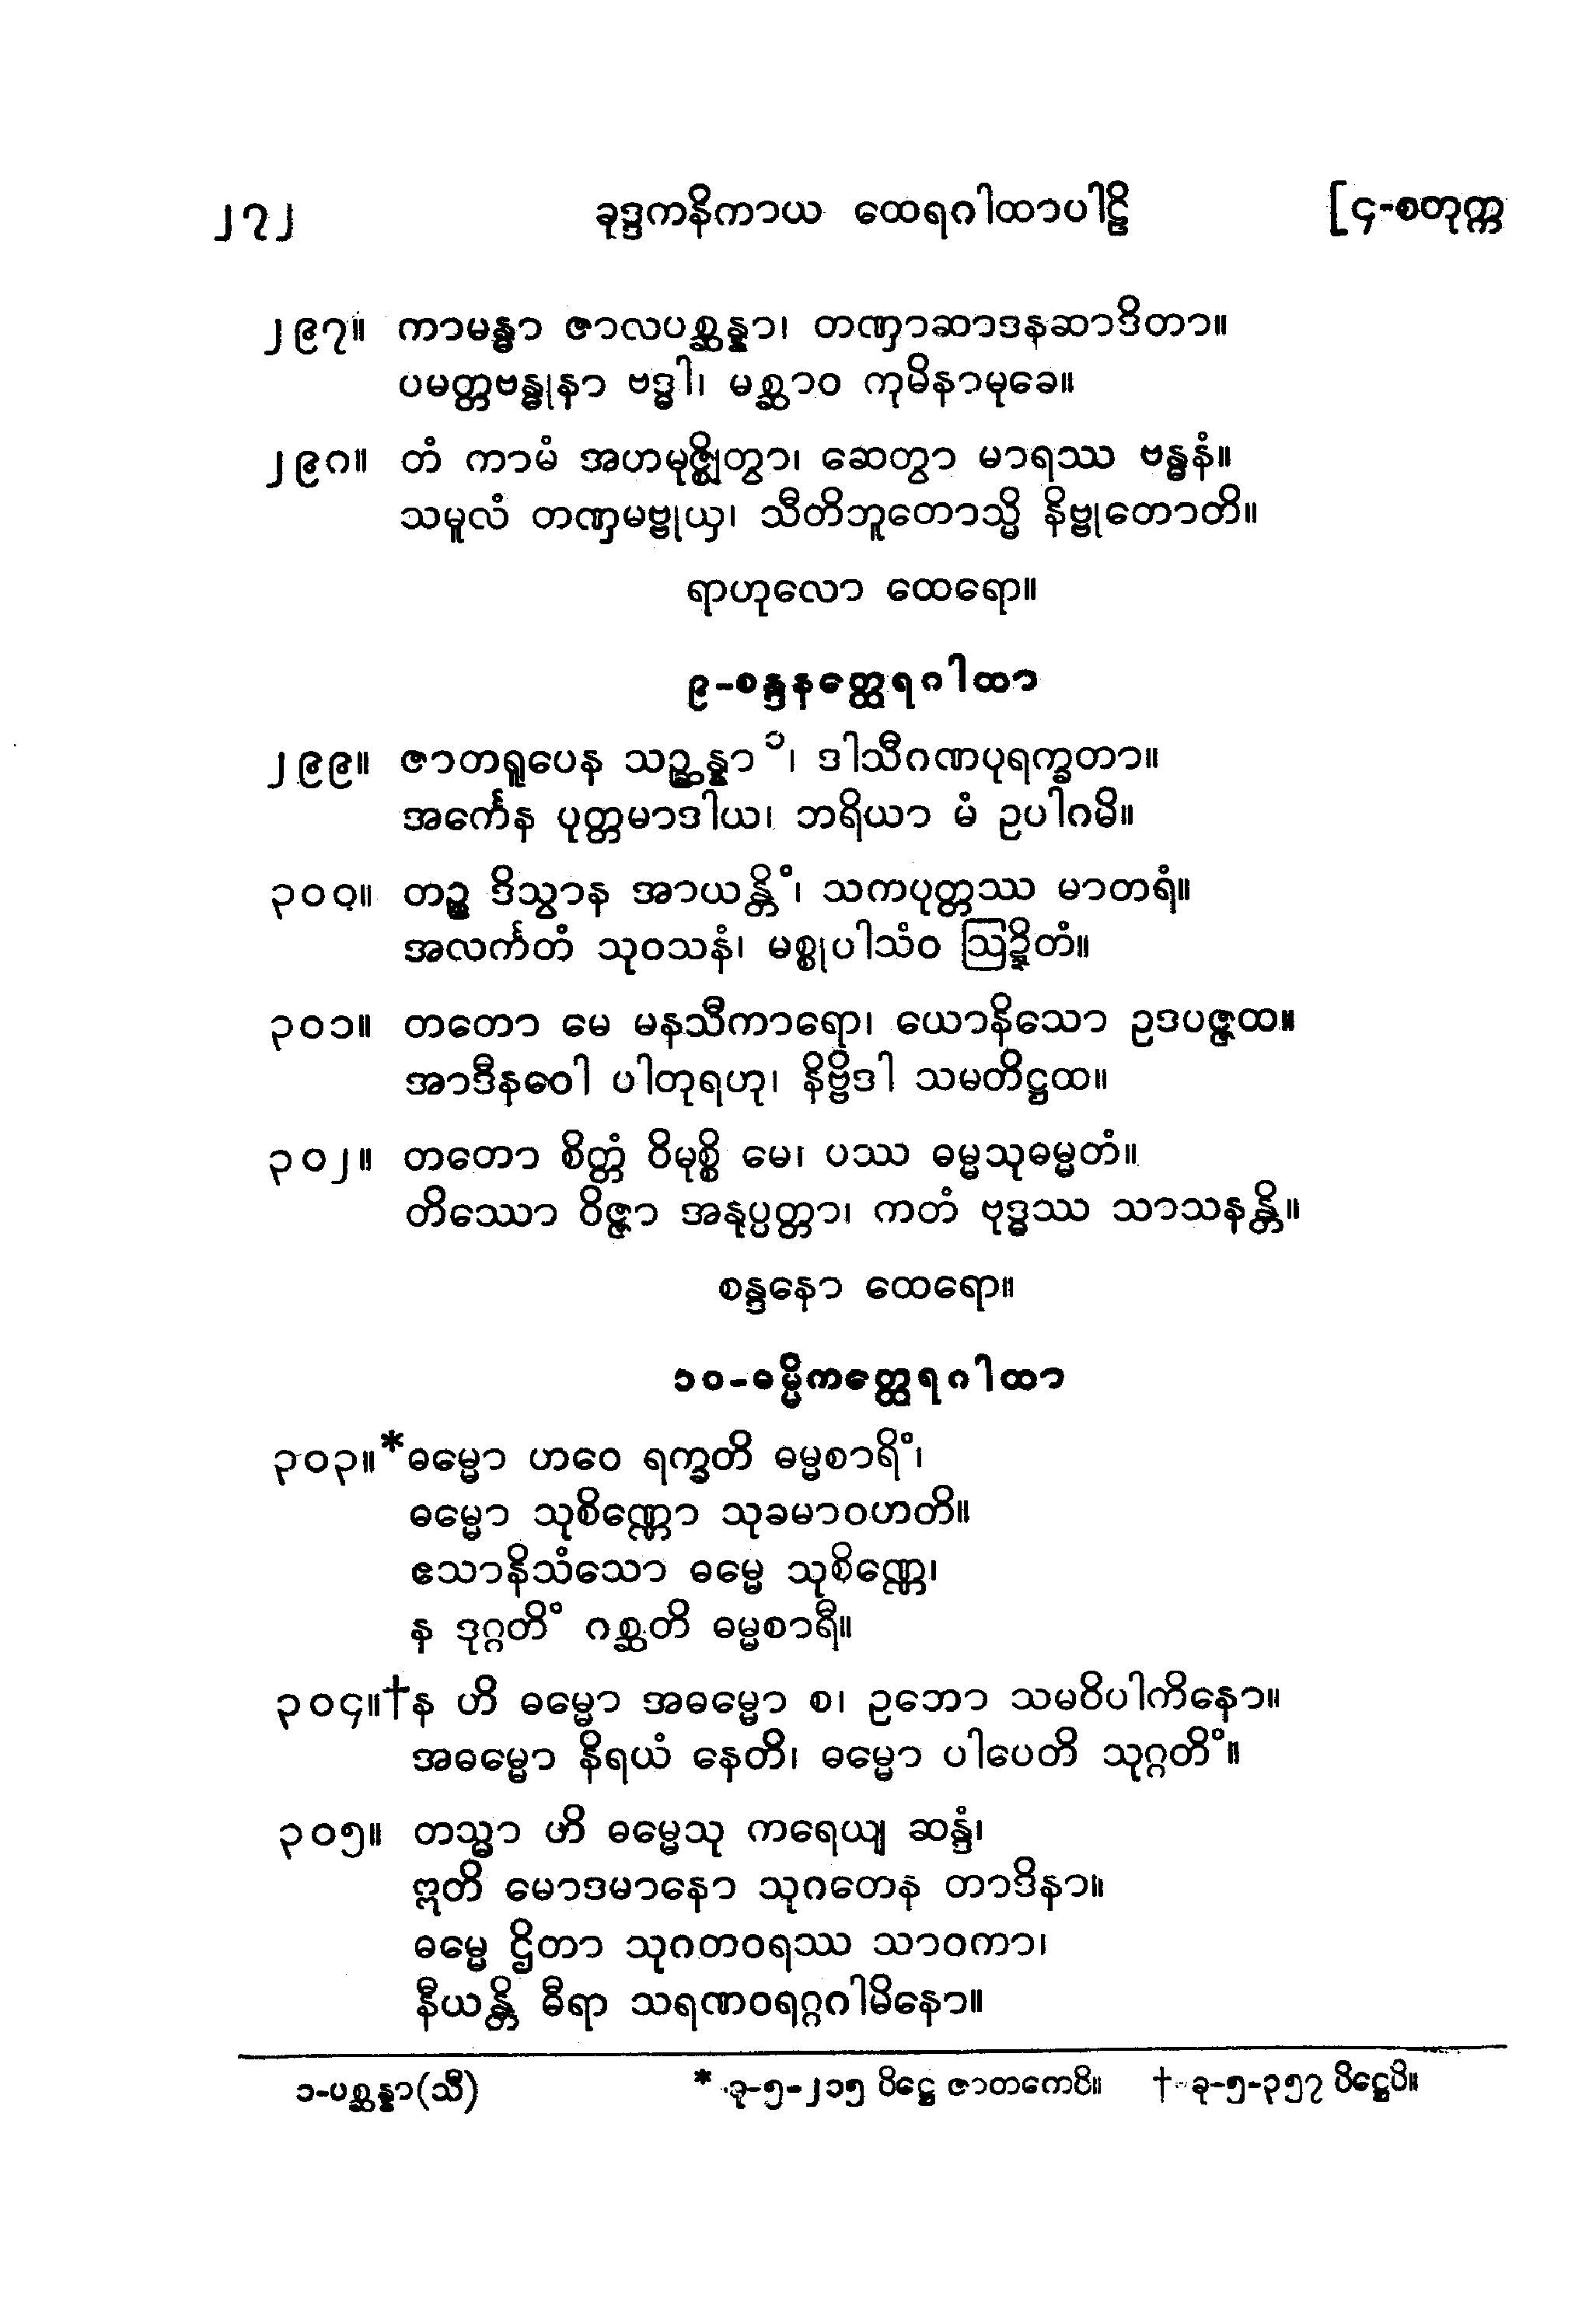 ၂၇၂ ခုဒ္ဒကနိကာယ ထေရဂါထာပါဠိ [၄-စတုက္က
၂၉၇။ ကာမန္ဓာ ဇာလပစ္ဆန္နာ၊ တဏှာဆာဒနဆာဒိတာ။
ပမတ္တဗန္ဓုနာ ဗဒ္ဓါ၊ မစ္ဆာဝ ကုမိနာမုခေ။
၂၉၈။ တံ ကာမံ အဟမုဇ္ဈိတွာ၊ ဆေတွာ မာရဿ ဗန္ဓနံ။
သမူလံ တဏှမဗ္ဗုယှ၊ သီတိဘူတောသ္မိ နိဗ္ဗုတောတိ။
ရာဟုလော ထေရော။
၉-စန္ဒနတ္ထေရဂါထာ
၂၉၉။ ဇာတရူပေန သဉ္ဆန္နာ ၁၊ ဒါသီဂဏပုရက္ခတာ။
အင်္ကေန ပုတ္တမာဒါယ၊ ဘရိယာ မံ ဥပါဂမိ။
၃၀၀။ တဉ္စ ဒိသွာန အာယန္တိံ၊ သကပုတ္တဿ မာတရံ။
အလင်္ကတံ သုဝသနံ၊ မစ္စုပါသံဝ ဩဍ္ဍိတံ။
၃၀၁။ တတော မေ မနသီကာရော၊ ယောနိသော ဥဒပဇ္ဇထ။
အာဒီနဝေါ ပါတုရဟု၊ နိဗ္ဗိဒါ သမတိဋ္ဌထ။
၃၀၂။ တတော စိတ္တံ ဝိမုစ္စိ မေ၊ ပဿ ဓမ္မသုဓမ္မတံ။
တိဿော ဝိဇ္ဇာ အနုပ္ပတ္တာ၊ ကတံ ဗုဒ္ဓဿ သာသနန္တိ။
စန္ဒနော ထေရော။
၁၀-ဓမ္မိကတ္ထေရဂါထာ
၃၀၃။*ဓမ္မော ဟဝေ ရက္ခတိ ဓမ္မစာရိံ၊
ဓမ္မော သုစိဏ္ဏော သုခမာဝဟတိ။
ဧသာနိသံသော ဓမ္မေ သုစိဏ္ဏေ၊
န ဒုဂ္ဂတိံ ဂစ္ဆတိ ဓမ္မစာရီ။
၃၀၄။†န ဟိ ဓမ္မော အဓမ္မော စ၊ ဥဘော သမဝိပါကိနော။
အဓမ္မော နိရယံ နေတိ၊ ဓမ္မော ပါပေတိ သုဂ္ဂတိံ။
၃၀၅။ တသ္မာ ဟိ ဓမ္မေသု ကရေယျ ဆန္ဒံ၊
ဣတိ မောဒမာနော သုဂတေန တာဒိနာ။
ဓမ္မေ ဌိတာ သုဂတဝရဿ သာဝကာ၊
နီယန္တိ ဓီရာ သရဏဝရဂ္ဂဂါမိနော။
၁-ပစ္ဆန္နာ(သီ) * ခု-၅-၂၁၅ ပိဋ္ဌေ ဇာတကေပိ။ † ခု-၅-၃၅၇ ပိဋ္ဌေပိ။